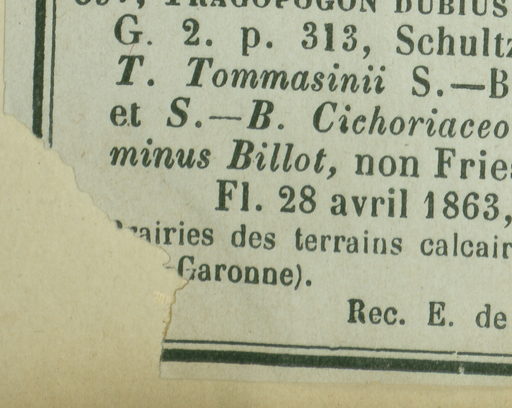 TRAGOPOGON DUBIUS
G. 2. p. 313, Schultz
T. Tommasinii S.—B
et S.—B. Cichoriaceo
minus Billot, non Fries
Fl. 28 avril 1863,
Prairies des terrains calcair
-Garonne).
Rec. E. de